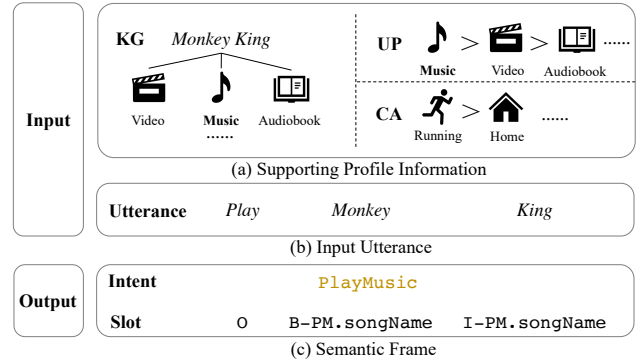 Input
KG Monkey King
Video Music Audiobook
......
UP > > ......
Music Video Audiobook
CA > ......
Running Home
(a) Supporting Profile Information
Utterance Play Monkey King
(b) Input Utterance
Output
Intent PlayMusic
Slot O B-PM.songName I-PM.songName
(c) Semantic Frame